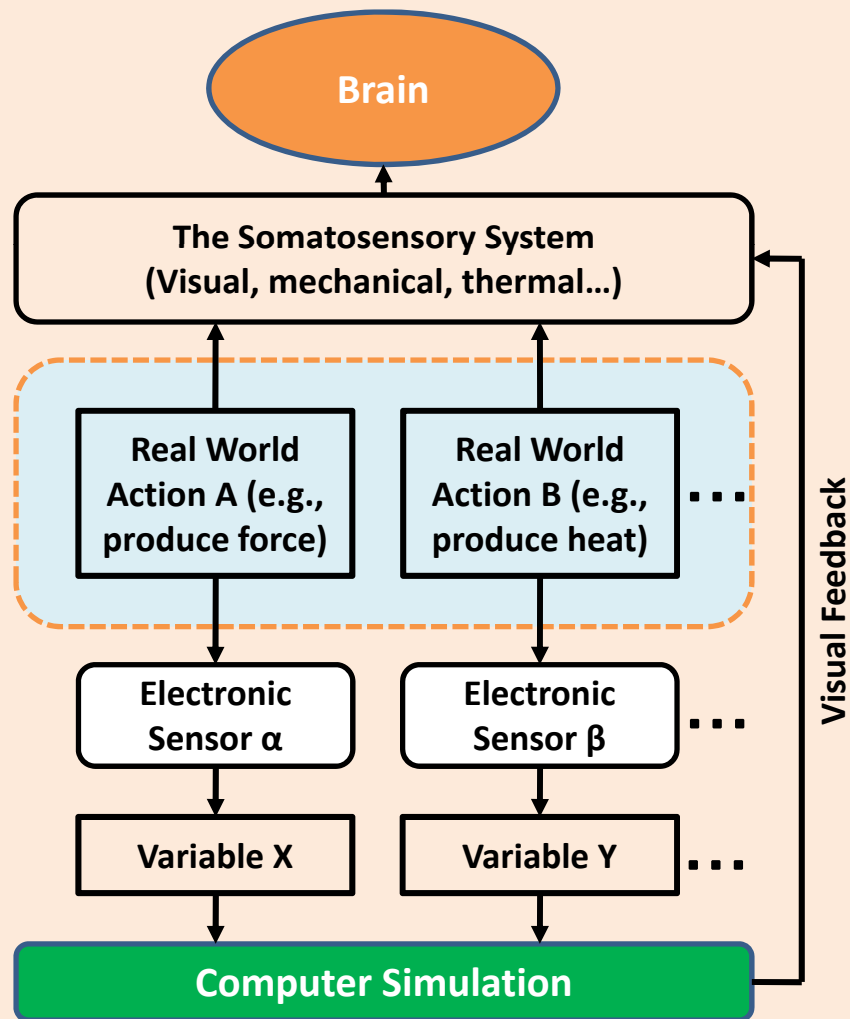 Brain
The Somatosensory System
(Visual, mechanical, thermal…)
Real World
Action A (e.g.,
produce force)
Real World
Action B (e.g.,
produce heat)
...
Electronic
Sensor α
Electronic
Sensor β
...
Variable X
Variable Y
...
Computer Simulation
Visual Feedback